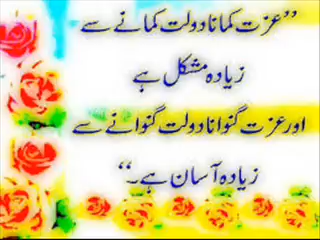 ”عزت کمانا دولت کمانے سے
زیادہ مشکل ہے
اور عزت گنوانا دولت گنوانے سے
زیادہ آسان ہے۔“